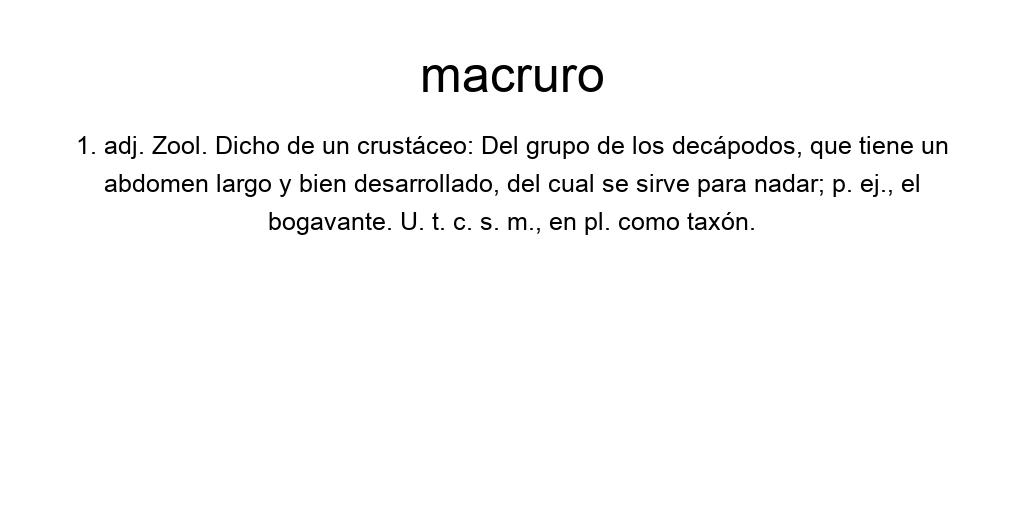 macruro
1. adj. Zool. Dicho de un crustáceo: Del grupo de los decápodos, que tiene un
abdomen largo y bien desarrollado, del cual se sirve para nadar; p. ej., el
bogavante. U. t. c. s. m., en pl. como taxón.